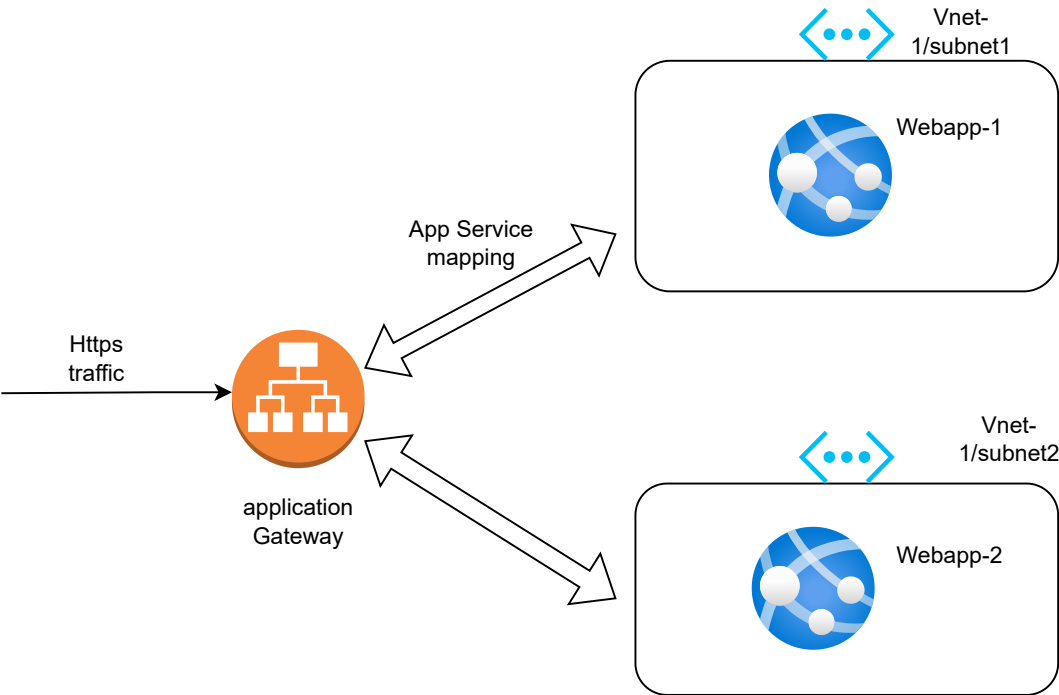 Vnet-
1/subnet1
Webapp-1
App Service
mapping
Https
traffic
application
Gateway
Vnet-
1/subnet2
Webapp-2